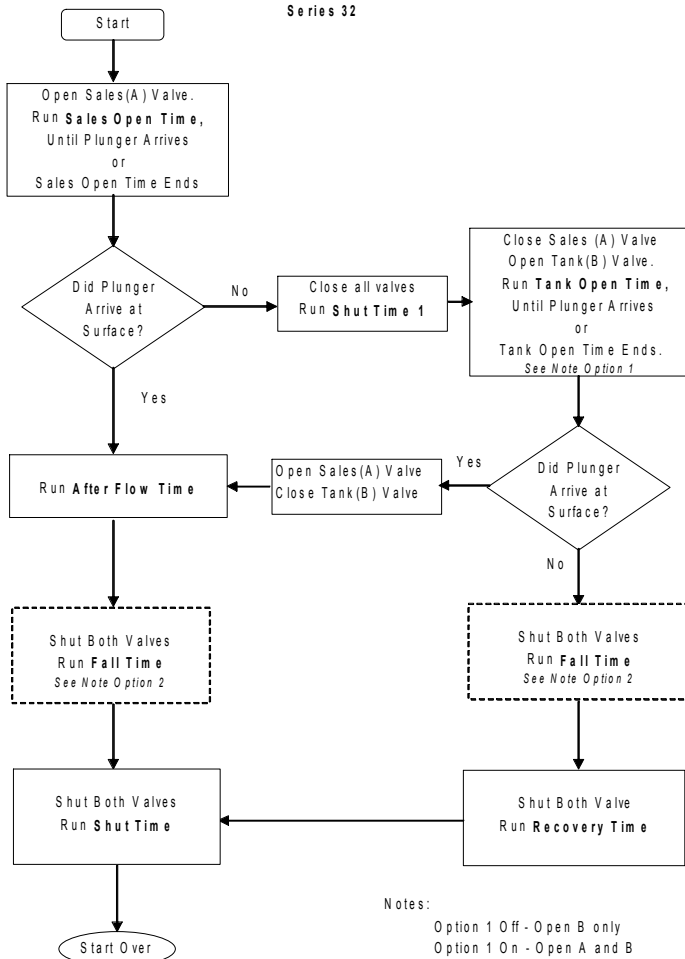 Series 32
Start
Open Sales(A) Valve.
Run Sales Open Time,
Until Plunger Arrives
or
Sales Open Time Ends
Did Plunger
Arrive at
Surface?
No
Close all valves
Run Shut Time 1
Close Sales (A) Valve
Open Tank(B) Valve.
Run Tank Open Time,
Until Plunger Arrives
or
Tank Open Time Ends.
See Note Option 1
Yes
Run After Flow Time
Open Sales(A) Valve
Close Tank(B) Valve
Yes
Did Plunger
Arrive at
Surface?
No
Shut Both Valves
Run Fall Time
See Note Option 2
Shut Both Valves
Run Fall Time
See Note Option 2
Shut Both Valves
Run Shut Time
Shut Both Valve
Run Recovery Time
Start Over
Notes:
Option 1 Off - Open B only
Option 1 On - Open A and B